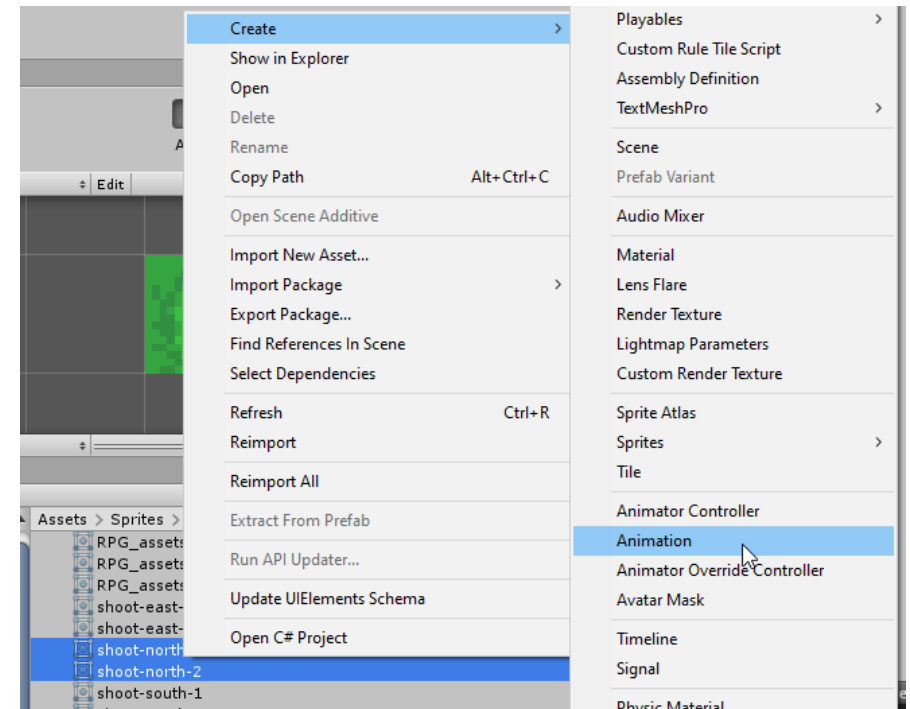 Create
Show in Explorer
Open
Delete
Rename
Copy Path Alt+Ctrl+C
Open Scene Additive
Import New Asset...
Import Package
Export Package...
Find References In Scene
Select Dependencies
Refresh Ctrl+R
Reimport
Reimport All
Extract From Prefab
Run API Updater...
Update UIElements Schema
Open C# Project
Playables
Custom Rule Tile Script
Assembly Definition
TextMeshPro
Scene
Prefab Variant
Audio Mixer
Material
Lens Flare
Render Texture
Lightmap Parameters
Custom Render Texture
Sprite Atlas
Sprites
Tile
Animator Controller
Animation
Animator Override Controller
Avatar Mask
Timeline
Signal
Physic Material
A
Edit
Assets > Sprites >
RPG_assets
RPG_assets
RPG_assets
shoot-east-
shoot-east-
shoot-north
shoot-north-2
shoot-south-1